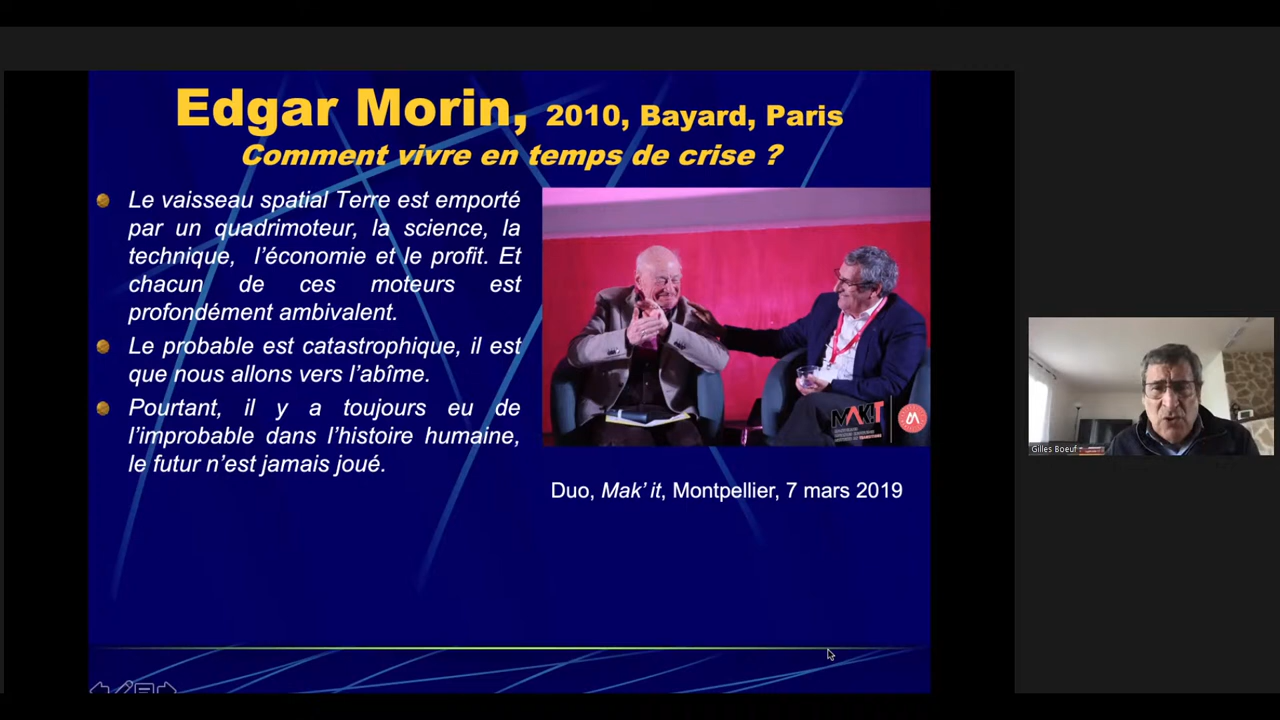 Edgar Morin, 2010, Bayard, Paris
Comment vivre en temps de crise ?
Le vaisseau spatial Terre est emporté
par un quadrimoteur, la science, la
technique, l’économie et le profit. Et
chacun de ces moteurs est
profondément ambivalent.
Le probable est catastrophique, il est
que nous allons vers l’abîme.
Pourtant, il y a toujours eu de
l’improbable dans l’histoire humaine,
le futur n’est jamais joué.
MAK'IT
Duo, Mak’ it, Montpellier, 7 mars 2019
Gilles Boeuf